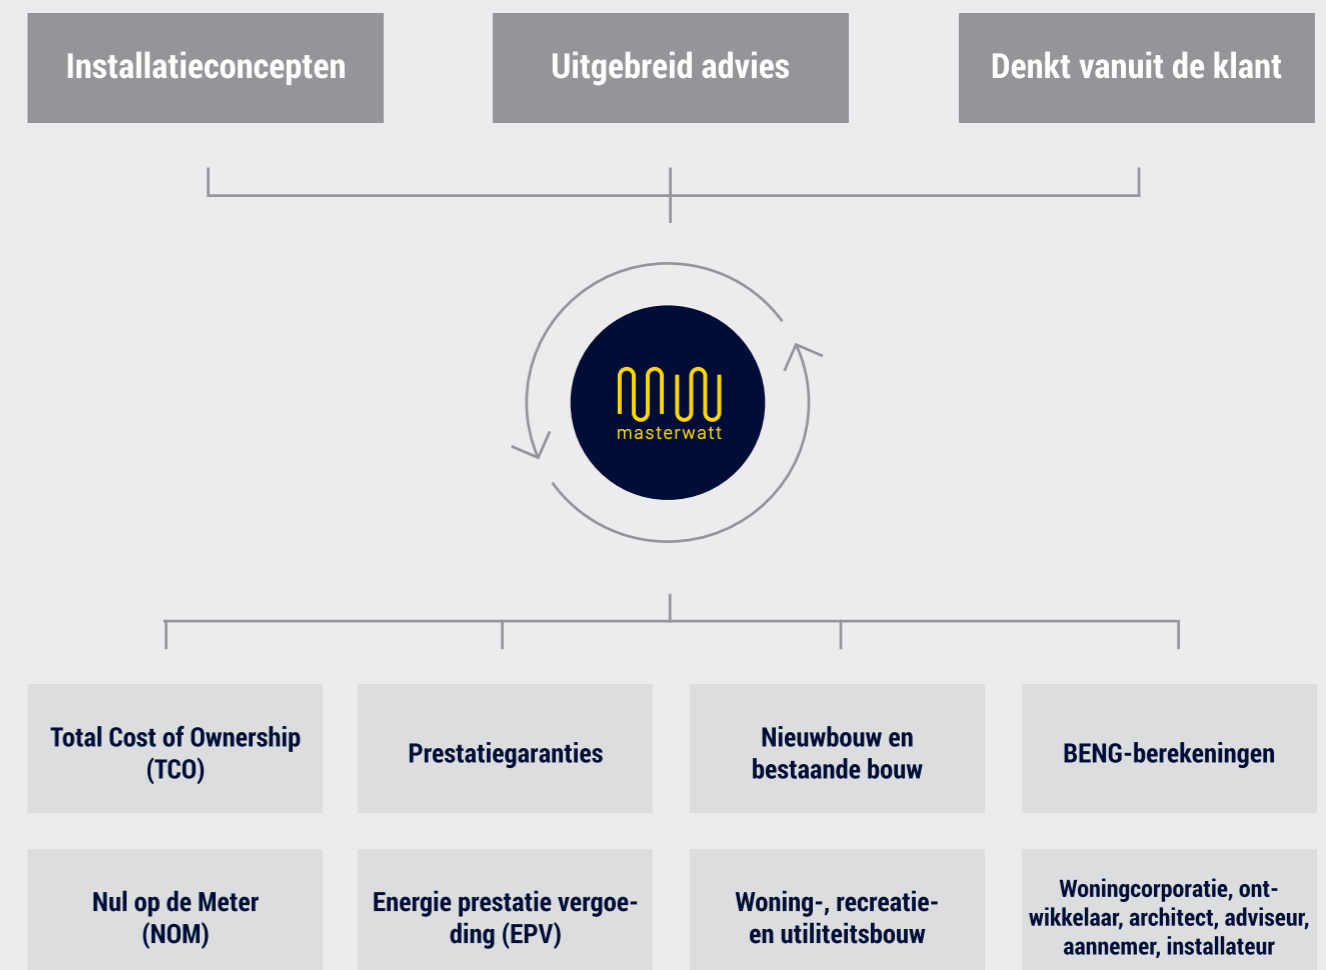 Installatieconcepten
Uitgebreid advies
Denkt vanuit de klant
masterwatt
Total Cost of Ownership
(TCO)
Prestatiegaranties
Nieuwbouw en
bestaande bouw
BENG-berekeningen
Nul op de Meter
(NOM)
Energie prestatie vergoe-
ding (EPV)
Woning-, recreatie-
en utiliteitsbouw
Woningcorporatie, ont-
wikkelaar, architect, adviseur,
aannemer, installateur